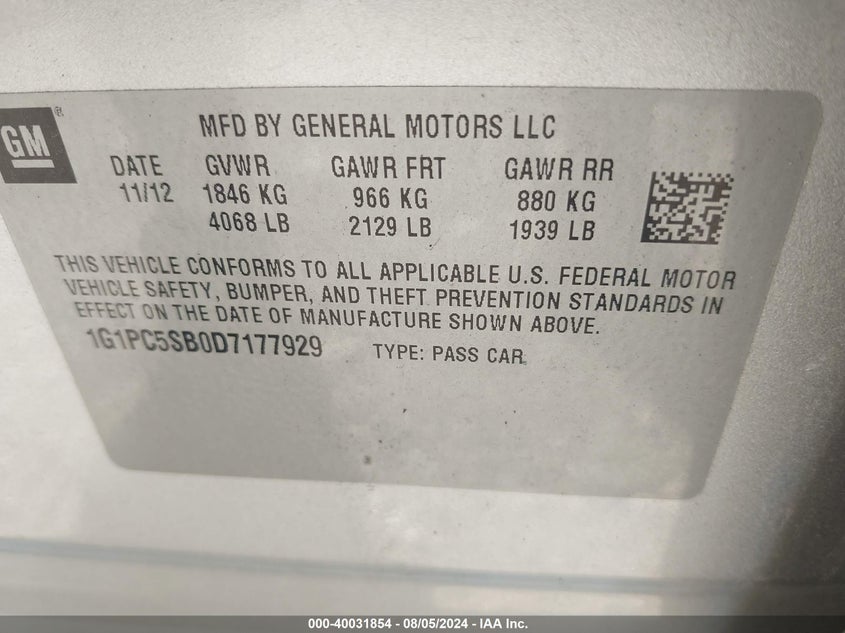 GM®
MFD BY GENERAL MOTORS LLC
DATE GVWR GAWR FRT GAWR RR
11/12 1846 KG 966 KG 880 KG
4068 LB 2129 LB 1939 LB
THIS VEHICLE CONFORMS TO ALL APPLICABLE U.S. FEDERAL MOTOR
VEHICLE SAFETY, BUMPER, AND THEFT PREVENTION STANDARDS IN
EFFECT ON THE DATE OF MANUFACTURE SHOWN ABOVE.
1G1PC5SB0D7177929 TYPE: PASS CAR
000-40031854 - 08/05/2024 - IAA Inc.